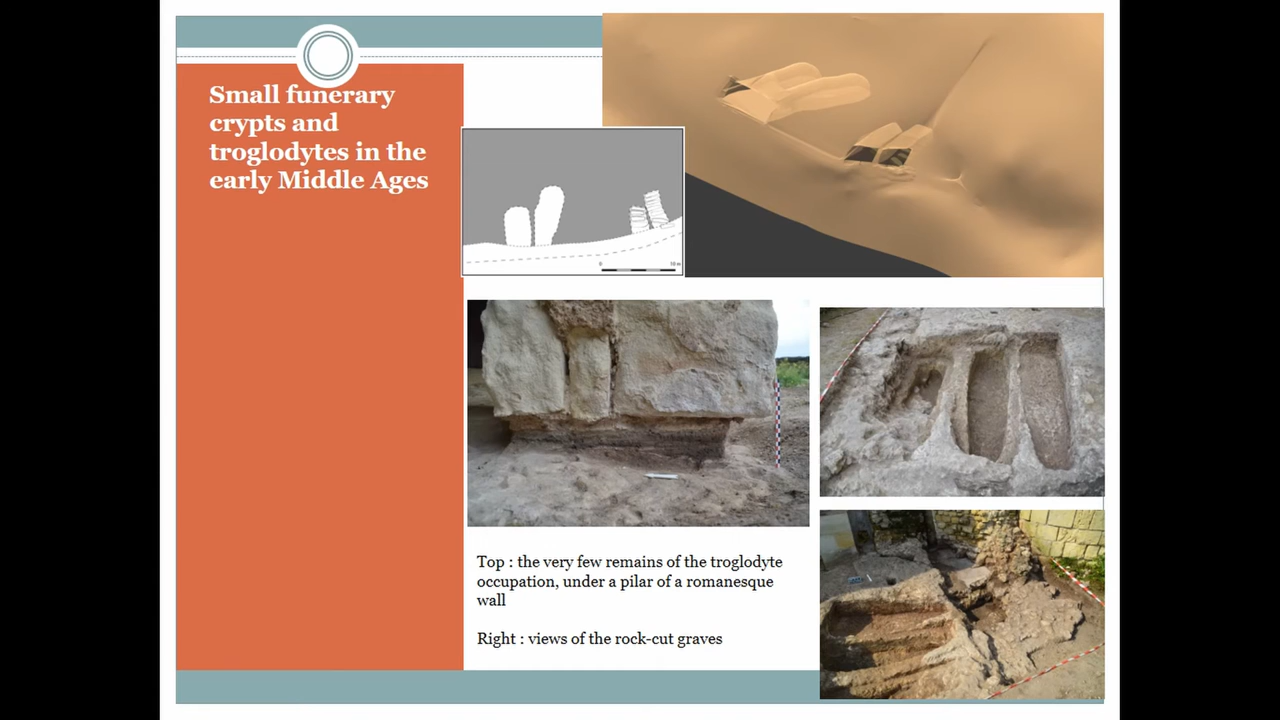 Small funerary
crypts and
troglodytes in the
early Middle Ages
0
Top : the very few remains of the troglodyte
occupation, under a pilar of a romanesque
wall
Right : views of the rock-cut graves